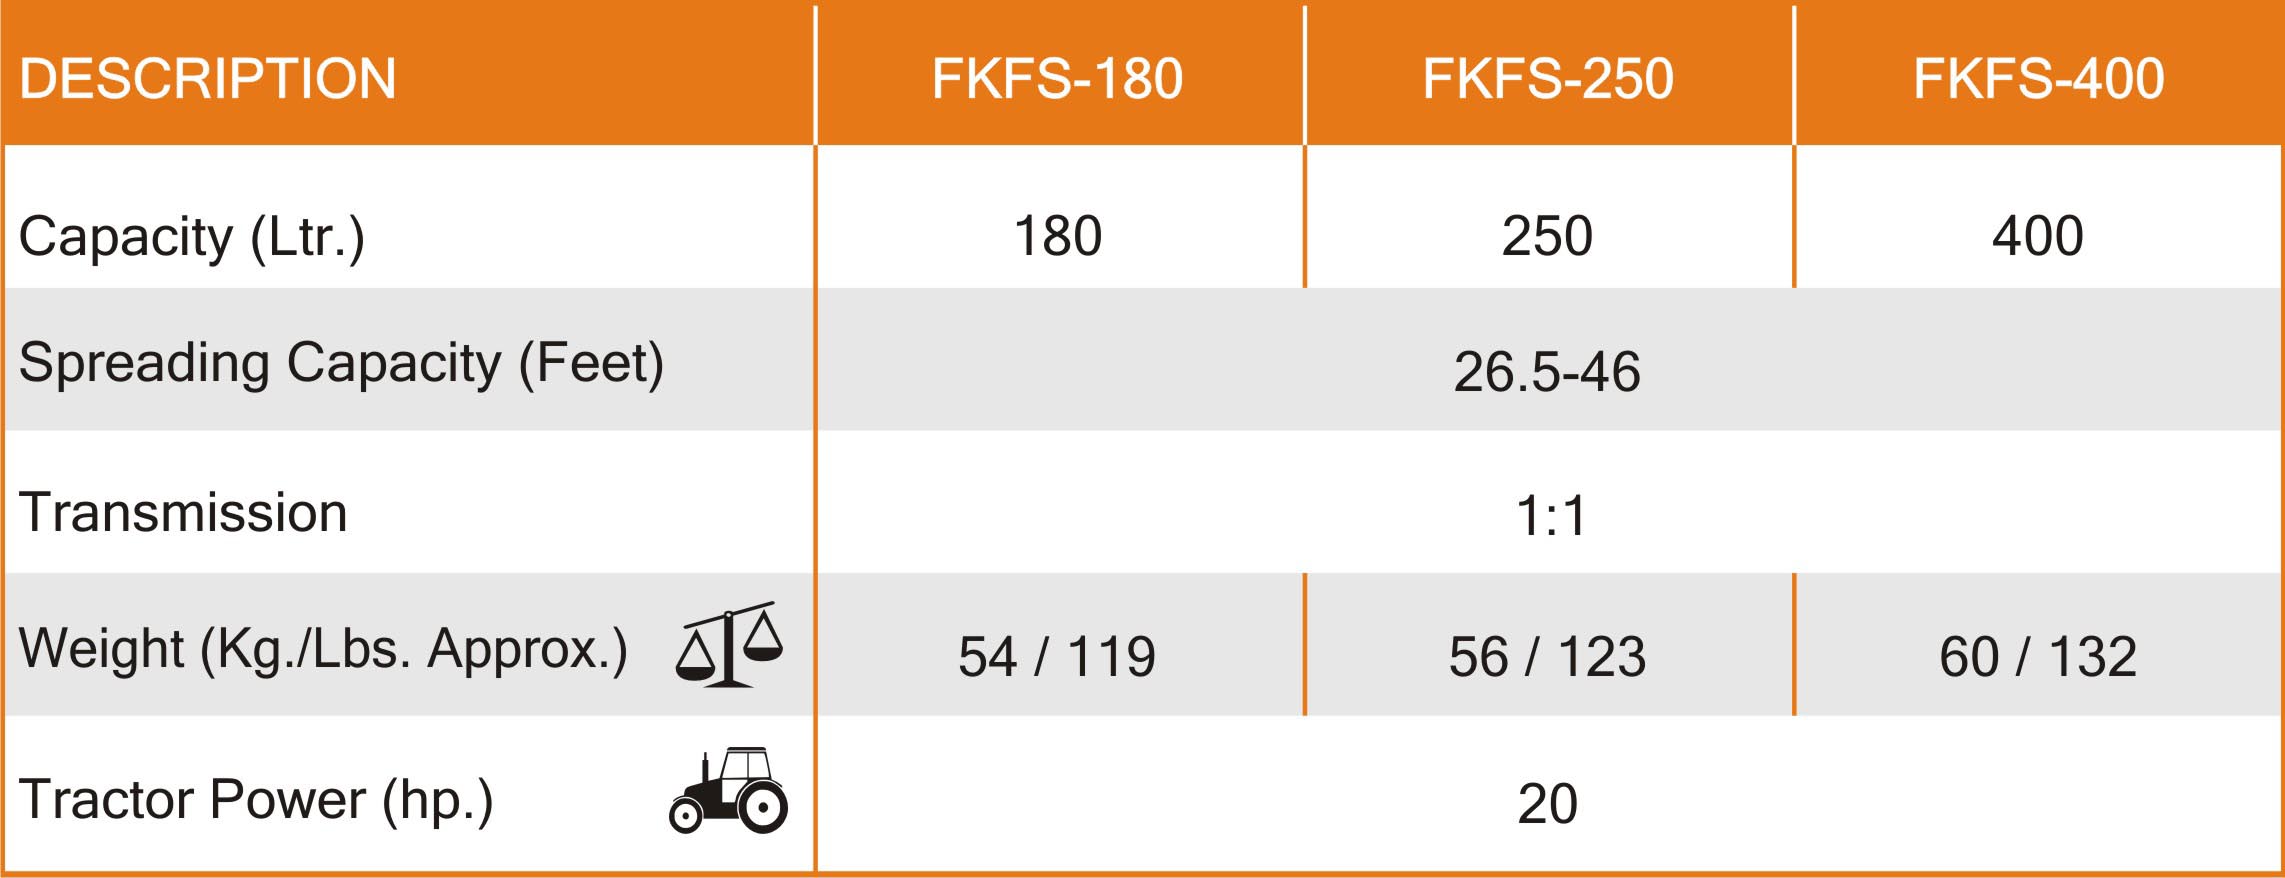 DESCRIPTION FKFS-180 FKFS-250 FKFS-400
Capacity (Ltr.) 180 250 400
Spreading Capacity (Feet) 26.5-46
Transmission 1:1
Weight (Kg./Lbs. Approx.) 54 / 119 56 / 123 60 / 132
Tractor Power (hp.) 20